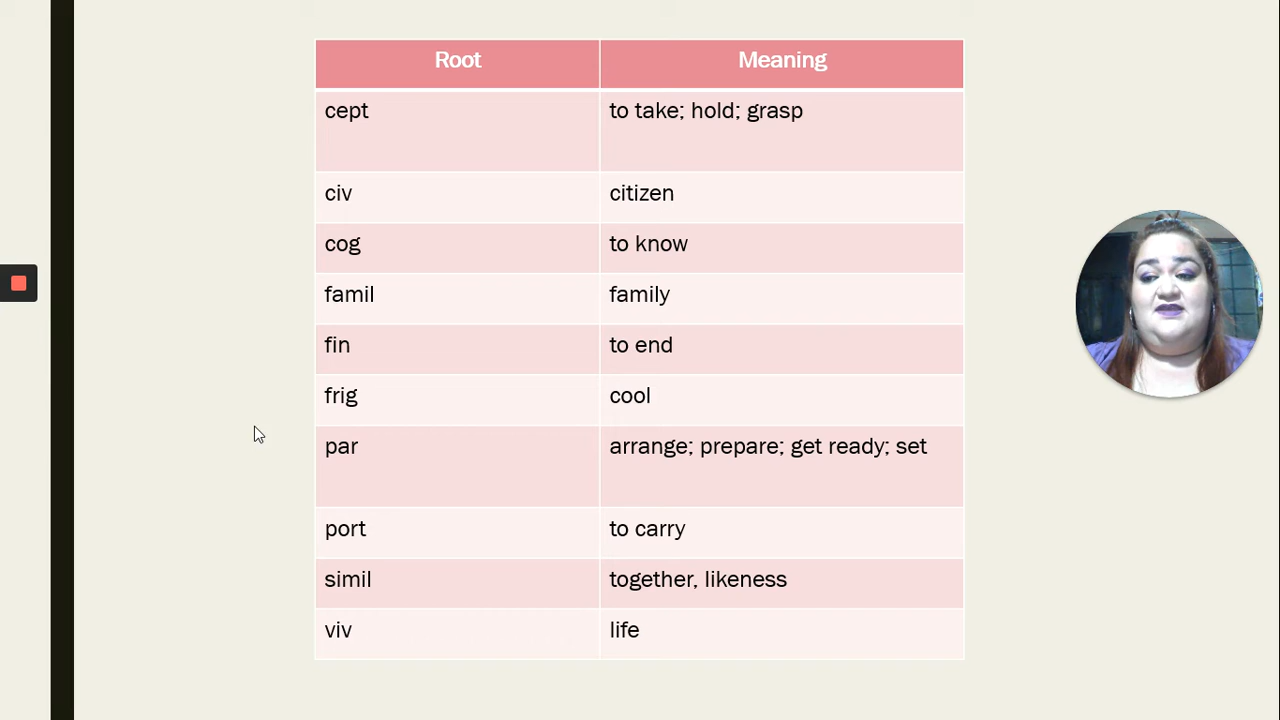 Root Meaning
cept to take; hold; grasp
civ citizen
cog to know
famil family
fin to end
frig cool
par arrange; prepare; get ready; set
port to carry
simil together, likeness
viv life